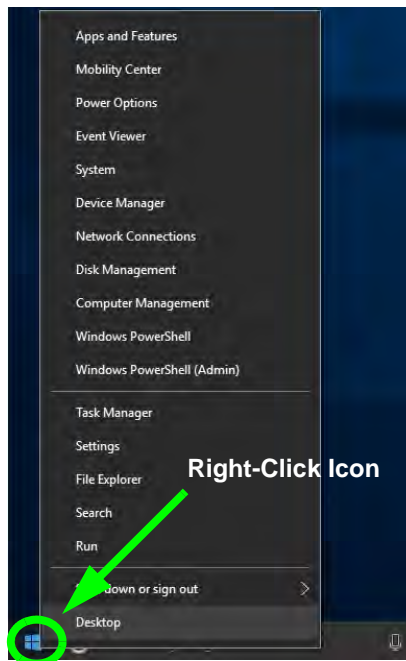 Apps and Features
Mobility Center
Power Options
Event Viewer
System
Device Manager
Network Connections
Disk Management
Computer Management
Windows PowerShell
Windows PowerShell (Admin)
Task Manager
Settings
Right-Click Icon
File Explorer
Search
Run
down or sign out
Desktop